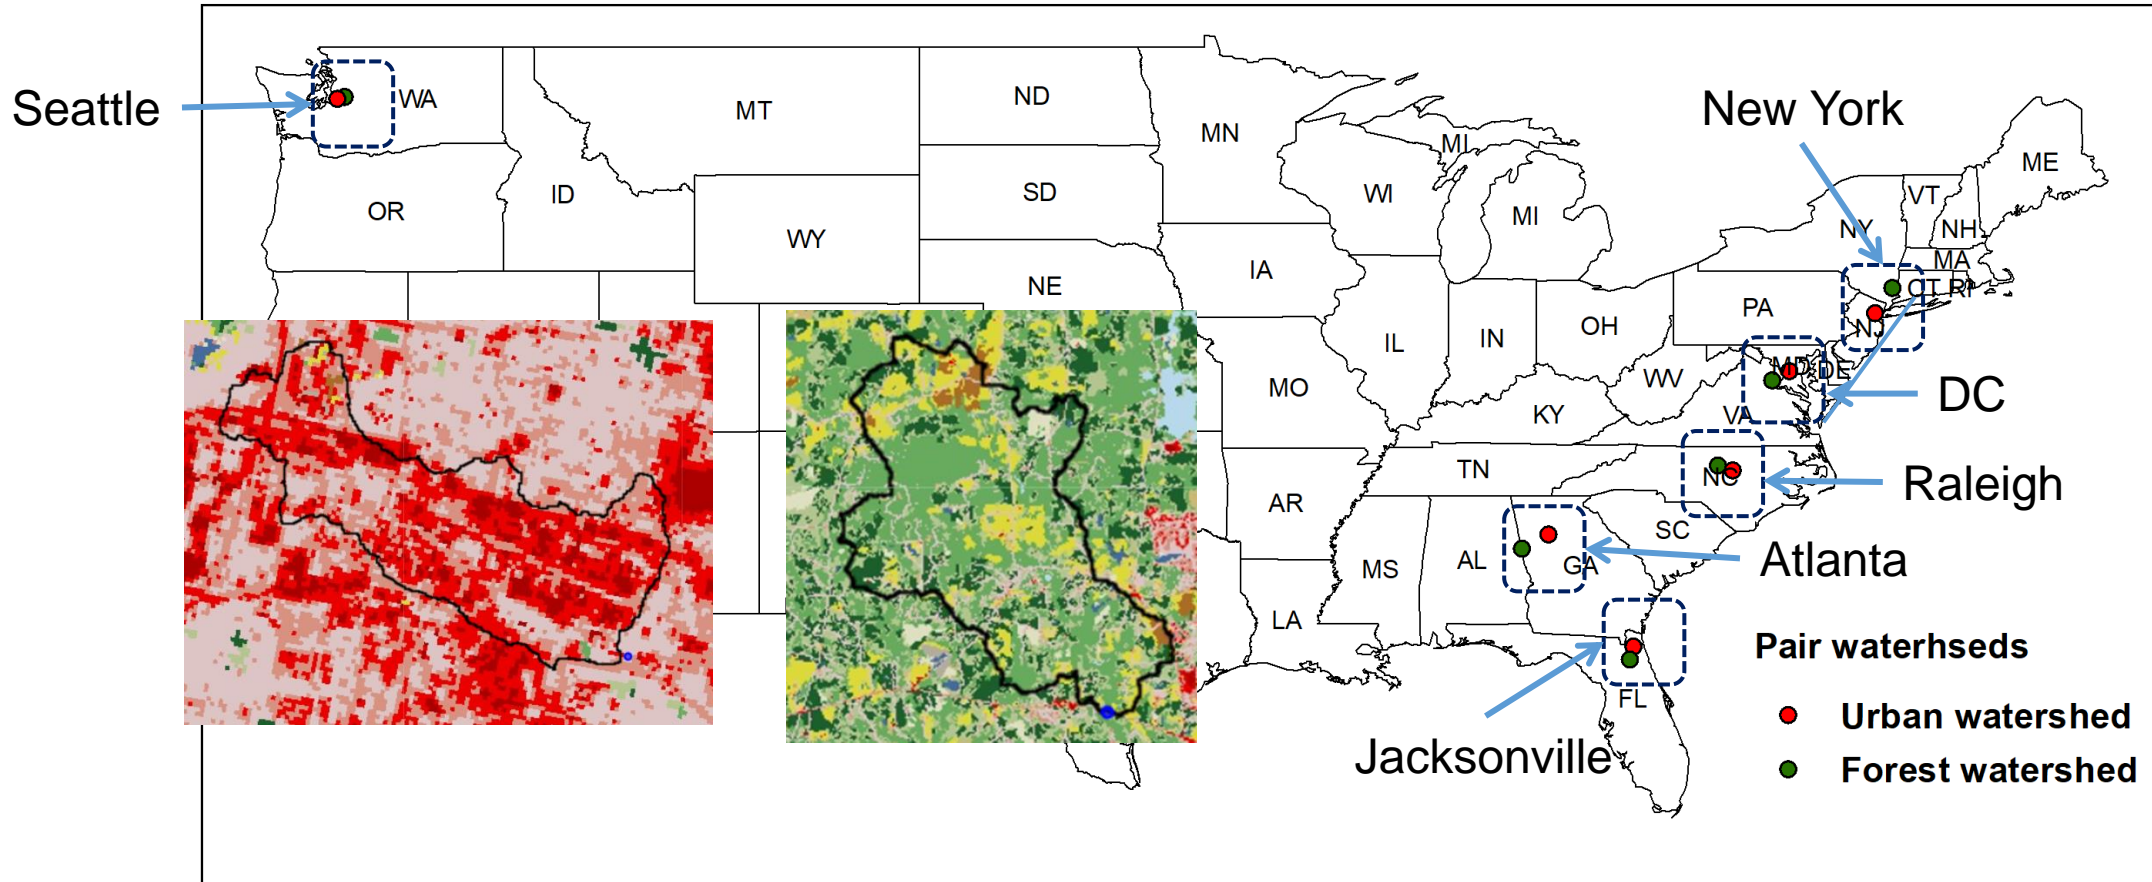 Seattle
New York
DC
Raleigh
Atlanta
Jacksonville
WA
MT
ND
MN
MI
ME
OR
ID
SD
WI
MI
VT
NY
NH
WY
MA
IA
NE
CT
RI
PA
OH
NJ
IL
IN
MD
DE
WV
MO
KY
VA
TN
NC
AR
SC
MS
AL
GA
LA
FL
Pair waterhseds
Urban watershed
Forest watershed